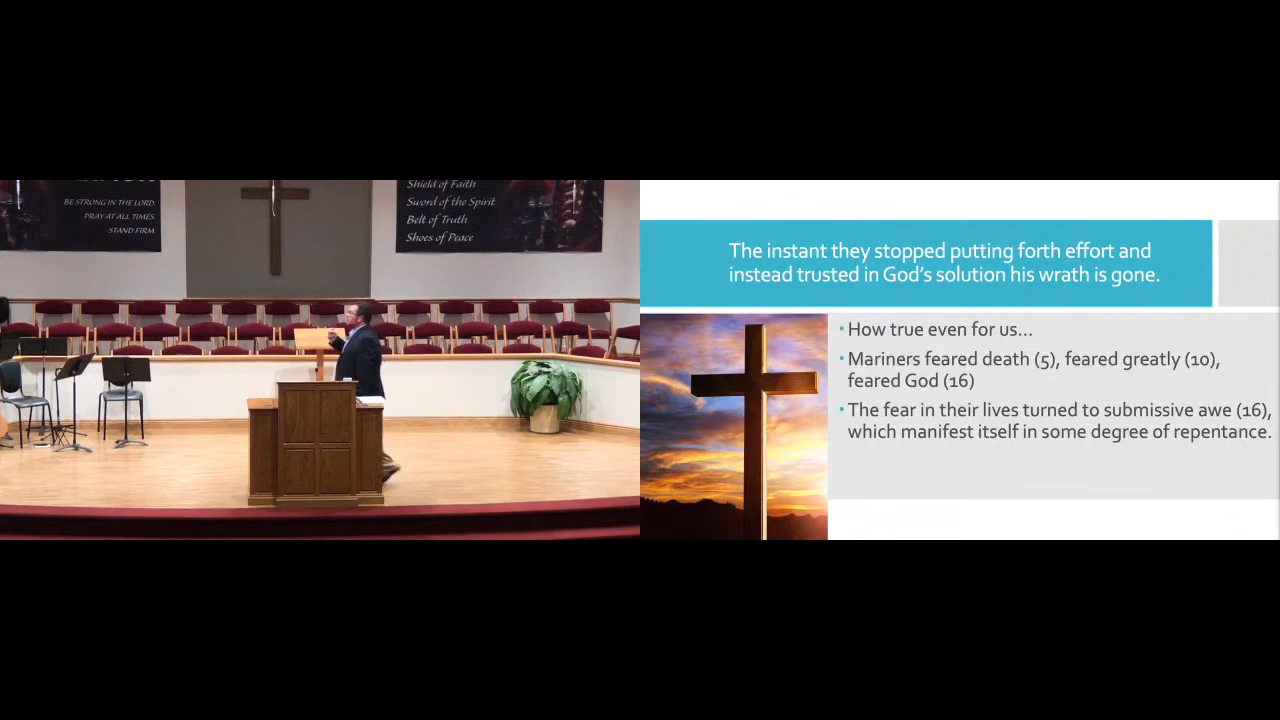 BE STRONG IN THE LORD.
PRAY AT ALL TIMES.
STAND FIRM.
Shield of Faith
Sword of the Spirit
Belt of Truth
Shoes of Peace
The instant they stopped putting forth effort and
instead trusted in God's solution his wrath is gone.
• How true even for us…
• Mariners feared death (5), feared greatly (10),
feared God (16)
• The fear in their lives turned to submissive awe (16),
which manifest itself in some degree of repentance.